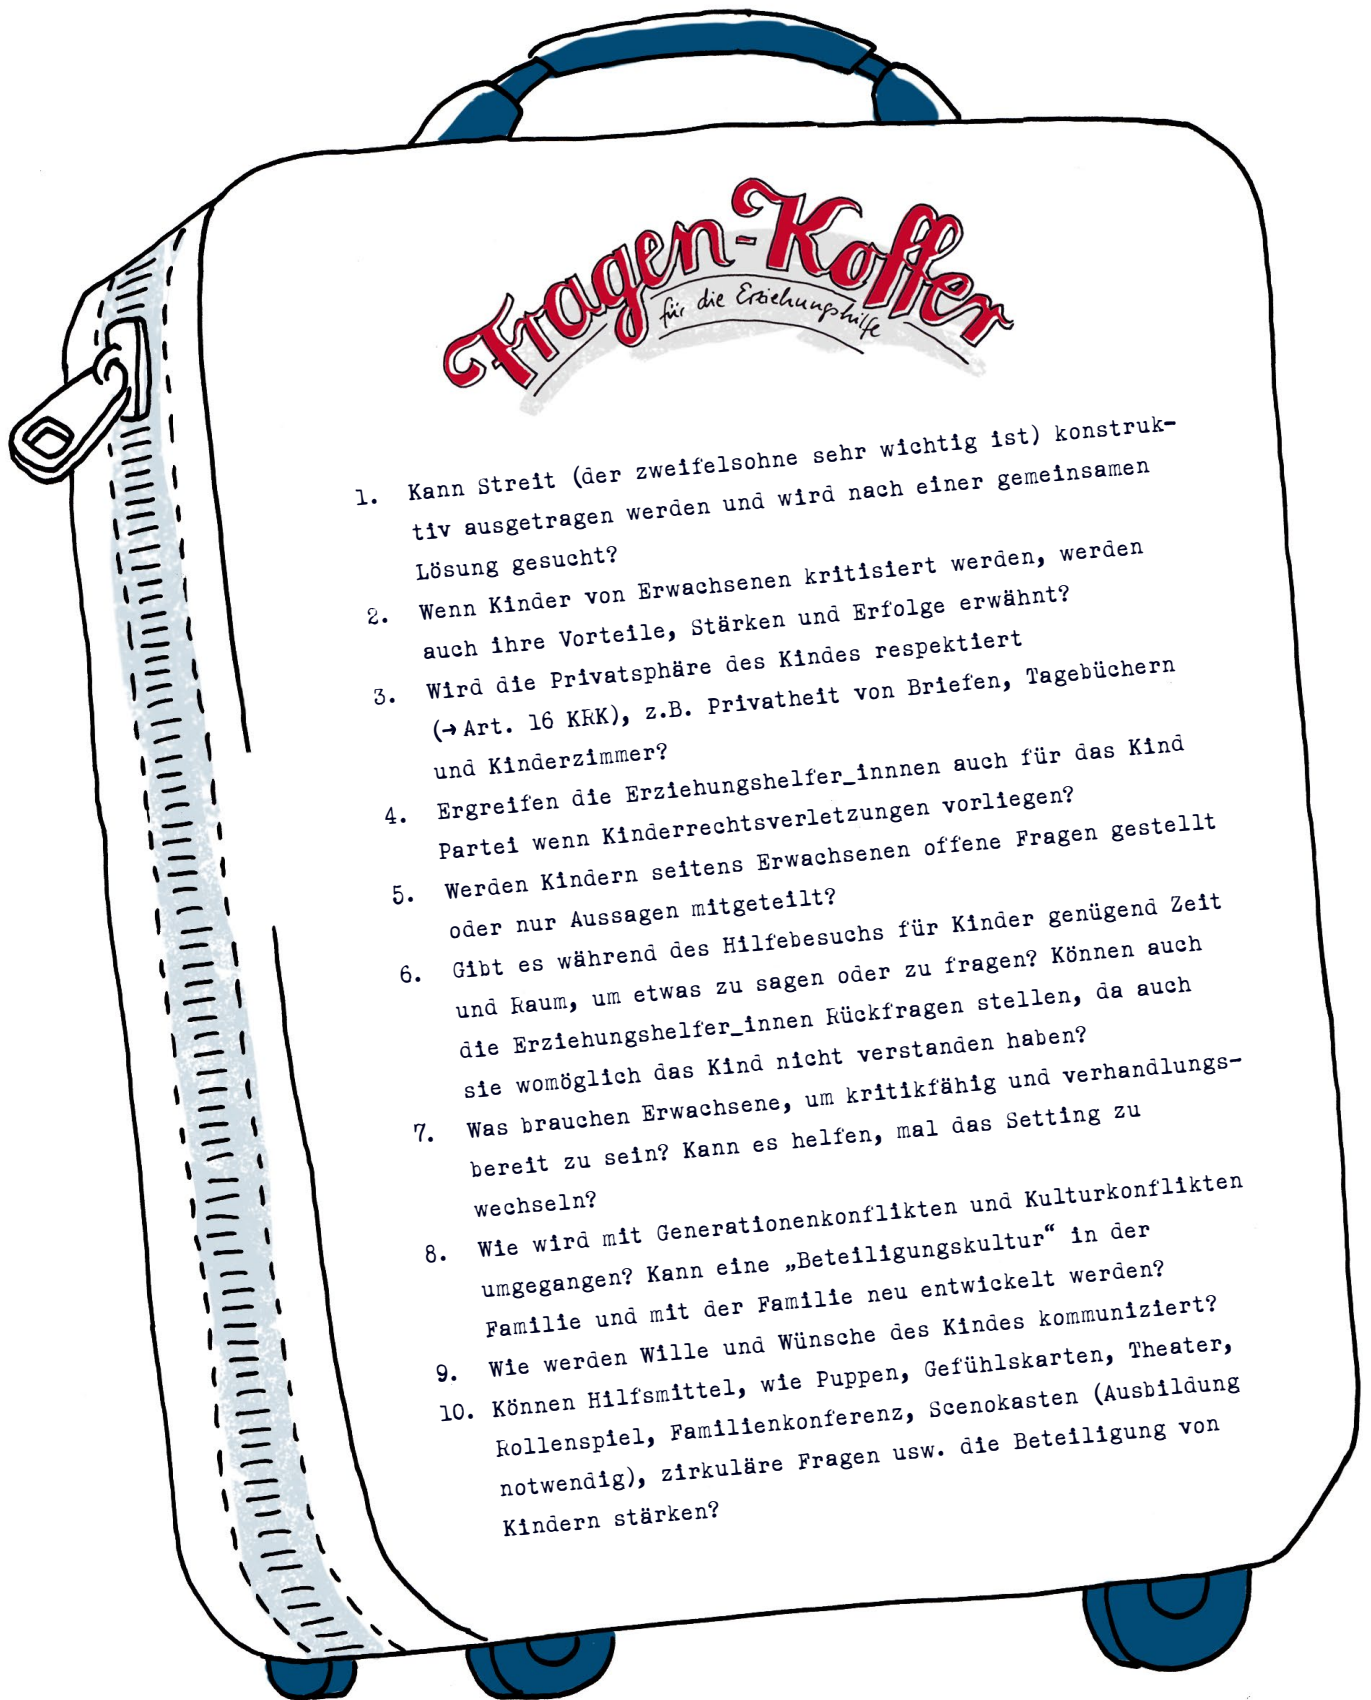 Fragen-Koffer
für die Erziehungshilfe
1. Kann Streit (der zweifelsohne sehr wichtig ist) konstruk-
tiv ausgetragen werden und wird nach einer gemeinsamen
Lösung gesucht?
2. Wenn Kinder von Erwachsenen kritisiert werden, werden
auch ihre Vorteile, Stärken und Erfolge erwähnt?
3. Wird die Privatsphäre des Kindes respektiert
(→ Art. 16 KRK), z.B. Privatheit von Briefen, Tagebüchern
und Kinderzimmer?
4. Ergreifen die Erziehungshelfer_innnen auch für das Kind
Partei wenn Kinderrechtsverletzungen vorliegen?
5. Werden Kindern seitens Erwachsenen offene Fragen gestellt
oder nur Aussagen mitgeteilt?
6. Gibt es während des Hilfebesuchs für Kinder genügend Zeit
und Raum, um etwas zu sagen oder zu fragen? Können auch
die Erziehungshelfer_innen Rückfragen stellen, da auch
sie womöglich das Kind nicht verstanden haben?
7. Was brauchen Erwachsene, um kritikfähig und verhandlungs-
bereit zu sein? Kann es helfen, mal das Setting zu
wechseln?
8. Wie wird mit Generationenkonflikten und Kulturkonflikten
umgegangen? Kann eine „Beteiligungskultur“ in der
Familie und mit der Familie neu entwickelt werden?
9. Wie werden Wille und Wünsche des Kindes kommuniziert?
10. Können Hilfsmittel, wie Puppen, Gefühlskarten, Theater,
Rollenspiel, Familienkonferenz, Scenokasten (Ausbildung
notwendig), zirkuläre Fragen usw. die Beteiligung von
Kindern stärken?